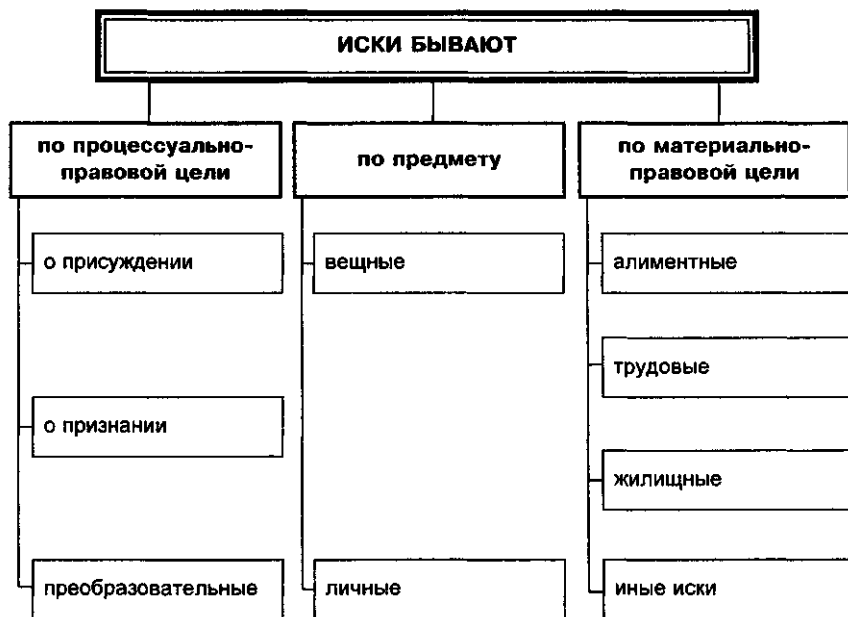 ИСКИ БЫВАЮТ
по процессуально-
правовой цели
по предмету
по материально-
правовой цели
о присуждении
о признании
преобразовательные
вещные
личные
алиментные
трудовые
жилищные
иные иски